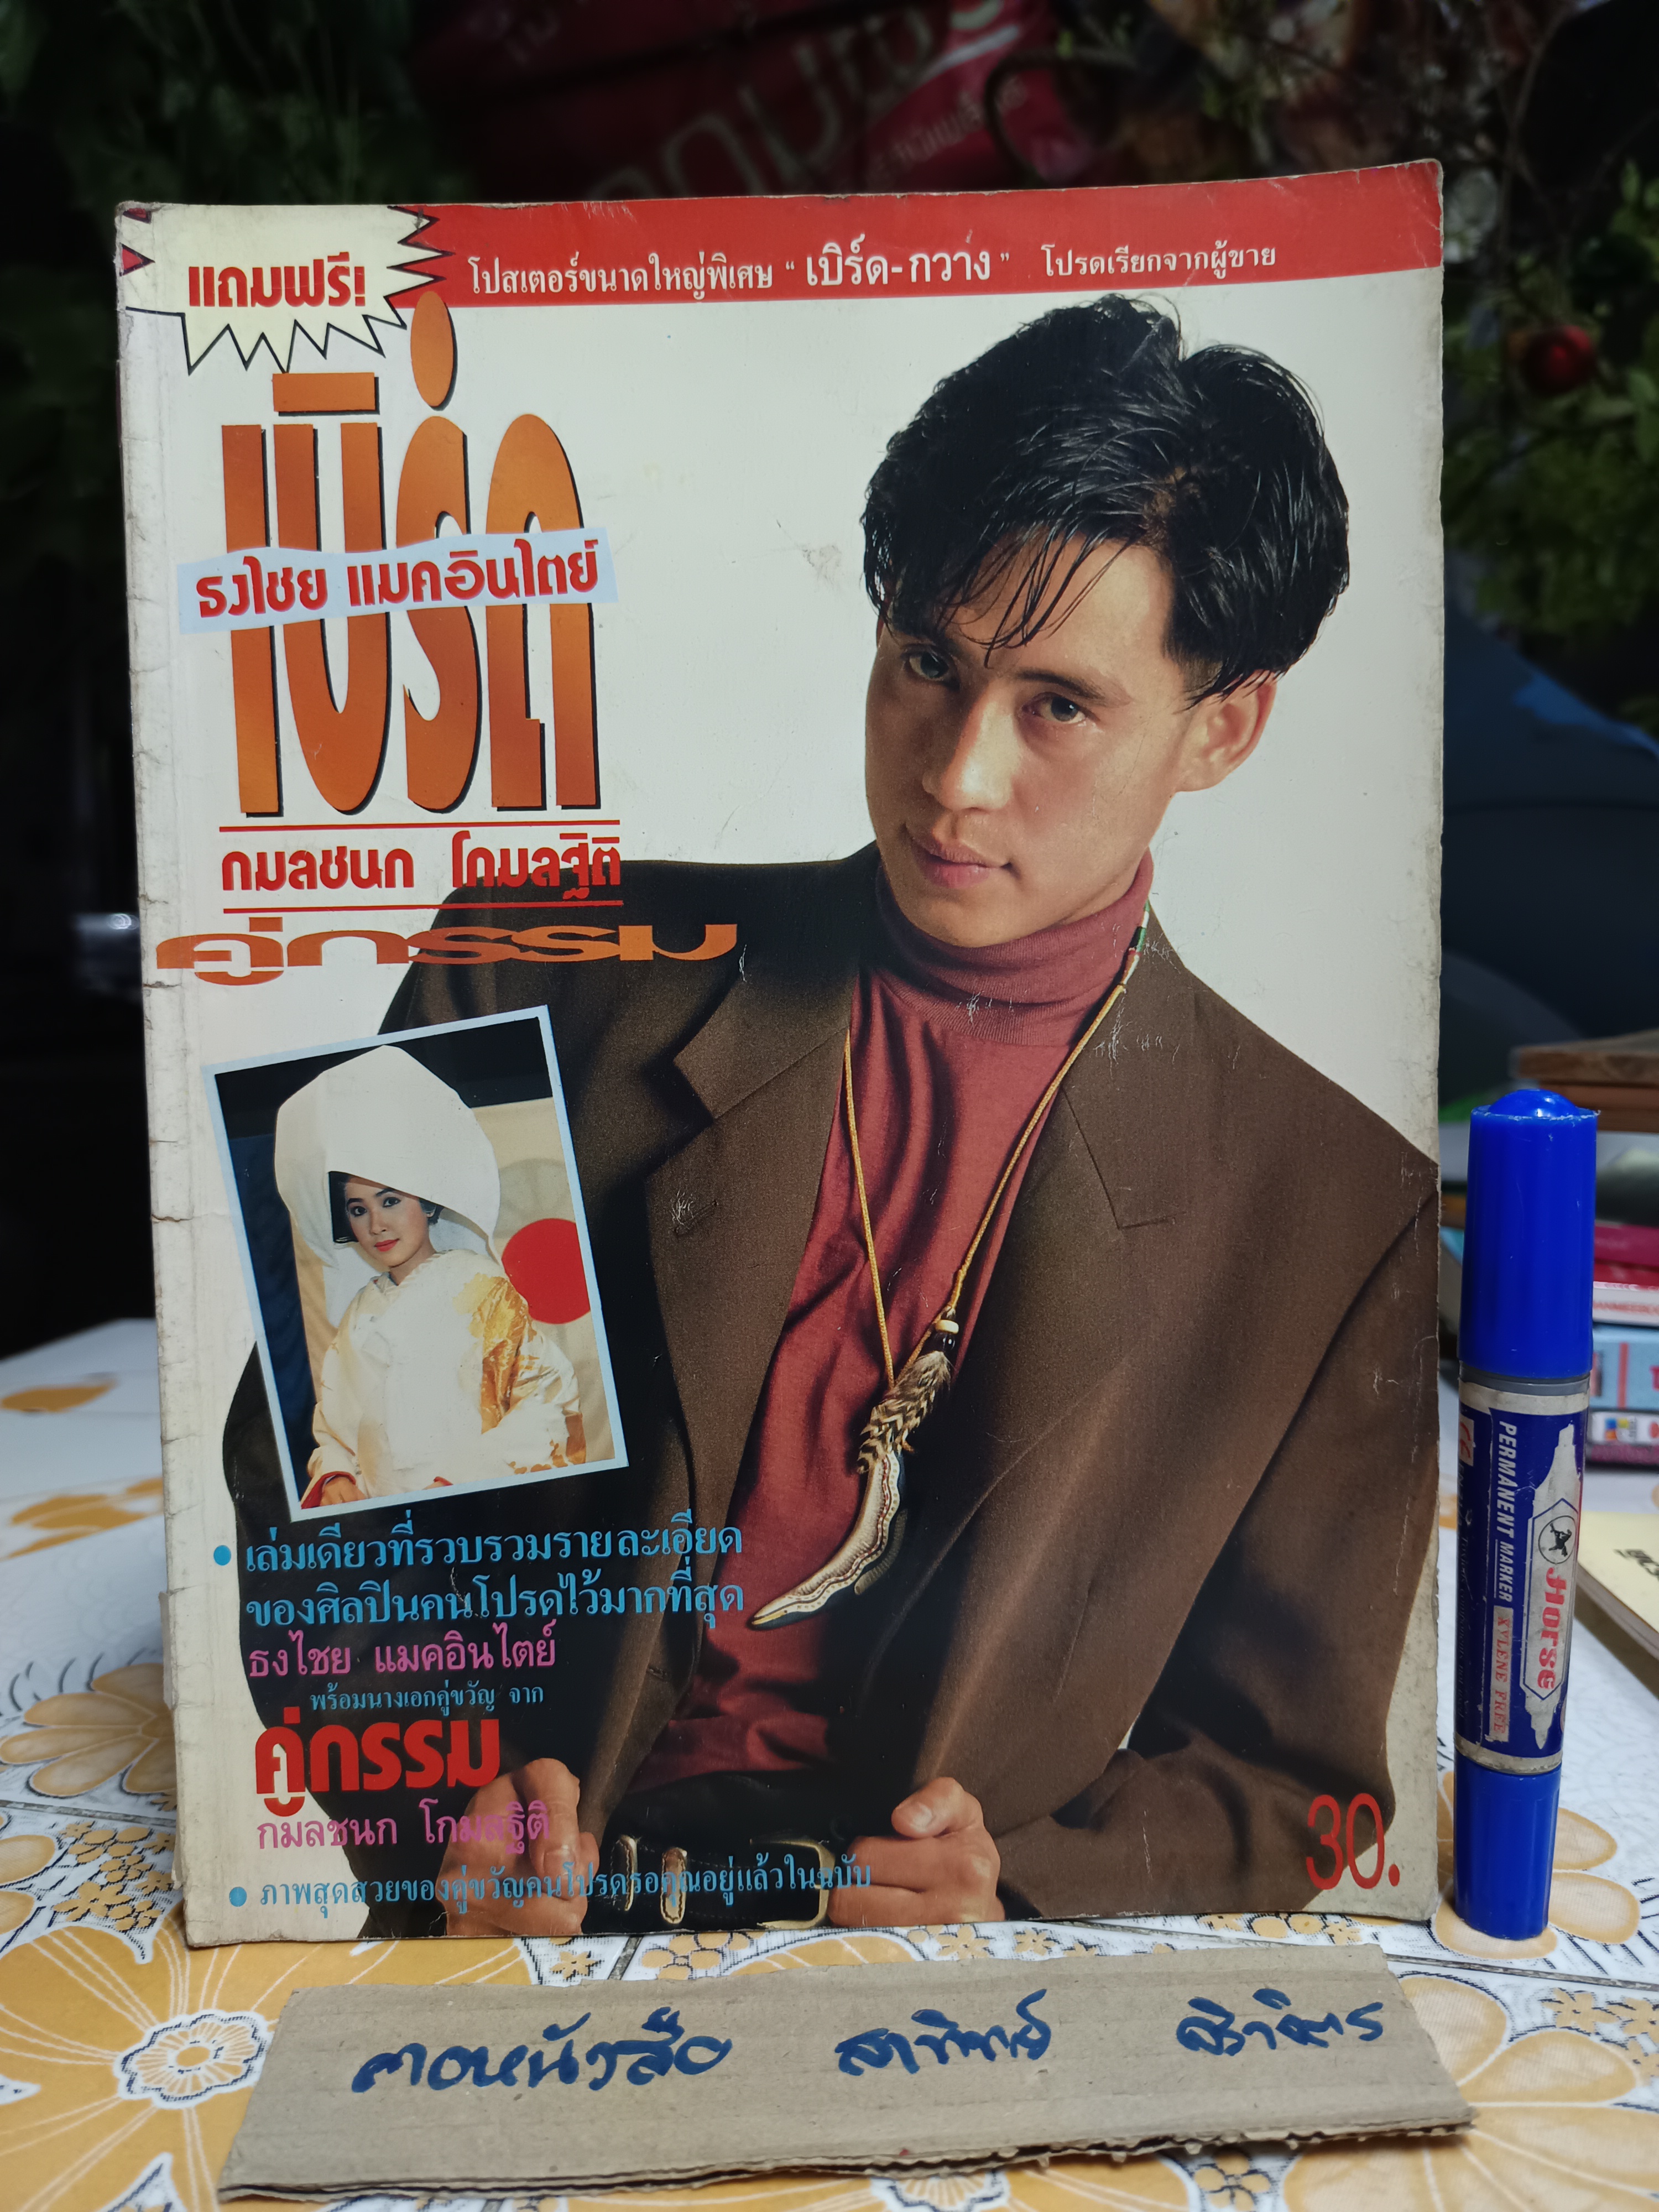 แถมฟรี!
โปสเตอร์ขนาดใหญ่พิเศษ “ เบิร์ด-กวาง ” โปรดเรียกจากผู้ขาย
เบิร์ด
ธงไชย แมคอินไตย์
กมลชนก โกมลฐิติ
คู่กรรม
• เล่มเดียวที่รวบรวมรายละเอียด
ของศิลปินคนโปรดไว้มากที่สุด
ธงไชย แมคอินไตย์
พร้อมนางเอกคู่ขวัญ จาก
คู่กรรม
กมลชนก โกมลฐิติ
• ภาพสุดสวยของคู่ขวัญคนโปรดรอคุณอยู่แล้วในฉบับ
30.
PERMANENT MARKER XYLENE FREE
Horse
คอหนังสือ สาทิตย์ ศิราจิตร